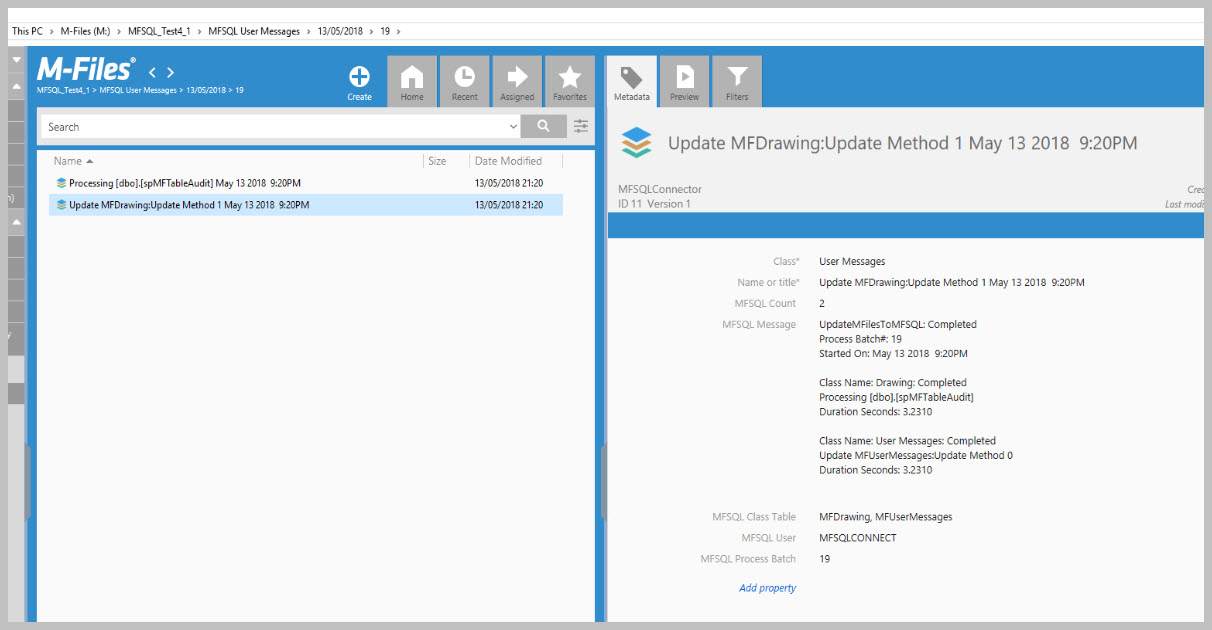 This PC > M-Files (M:) > MFSQL_Test4_1 > MFSQL User Messages > 13/05/2018 > 19 >
M-Files®
MFSQL_Test4_1 > MFSQL User Messages > 13/05/2018 > 19
Create
Home
Recent
Assigned
Favorites
Metadata
Preview
Filters
Search
Name
Size
Date Modified
Processing [dbo].[spMFTableAudit] May 13 2018 9:20PM 13/05/2018 21:20
Update MFDrawing:Update Method 1 May 13 2018 9:20PM 13/05/2018 21:20
Update MFDrawing:Update Method 1 May 13 2018 9:20PM
MFSQLConnector
ID 11 Version 1
Class* User Messages
Name or title* Update MFDrawing:Update Method 1 May 13 2018 9:20PM
MFSQL Count 2
MFSQL Message UpdateMFilesToMFSQL: Completed
Process Batch#: 19
Started On: May 13 2018 9:20PM
Class Name: Drawing: Completed
Processing [dbo].[spMFTableAudit]
Duration Seconds: 3.2310
Class Name: User Messages: Completed
Update MFUserMessages:Update Method 0
Duration Seconds: 3.2310
MFSQL Class Table MFDrawing, MFUserMessages
MFSQL User MFSQLCONNECT
MFSQL Process Batch 19
Add property